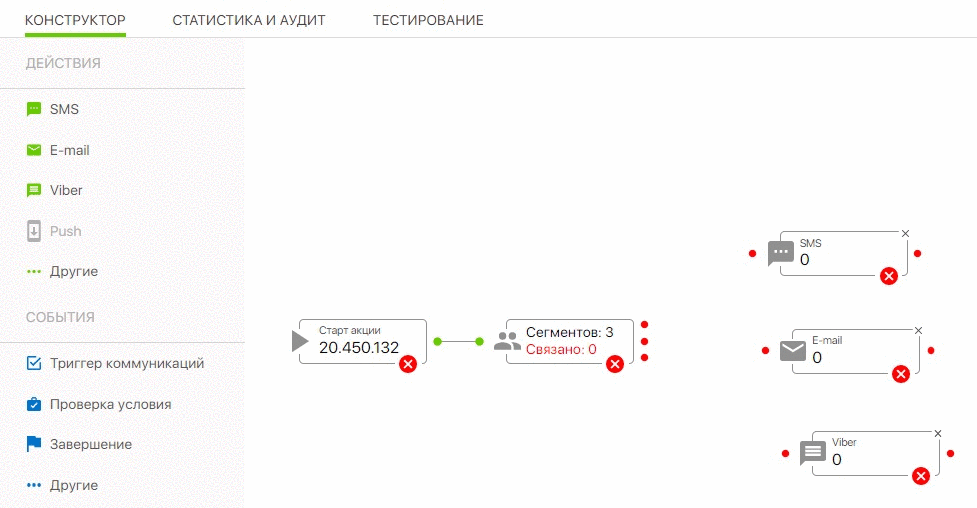 КОНСТРУКТОР
СТАТИСТИКА И АУДИТ
ТЕСТИРОВАНИЕ
ДЕЙСТВИЯ
SMS
E-mail
Viber
Push
Другие
СОБЫТИЯ
Триггер коммуникаций
Проверка условия
Завершение
Другие
Старт акции
20.450.132
Сегментов: 3
Связано: 0
SMS
0
E-mail
0
Viber
0